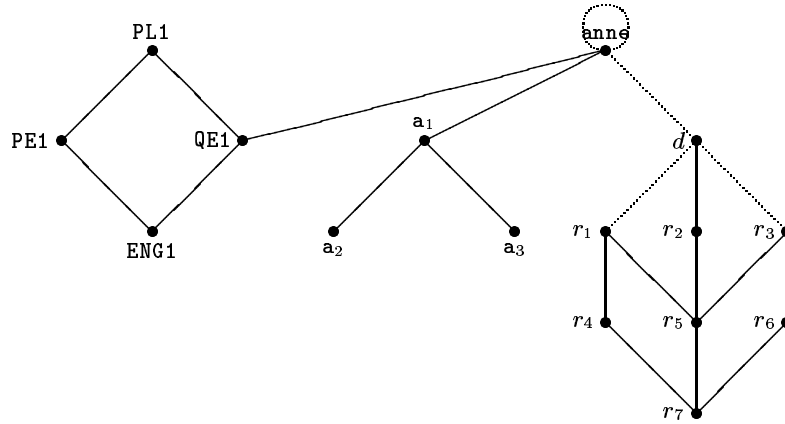 PL1 anne
PE1 QE1 a₁ d
ENG1 a₂ a₃ r₁ r₂ r₃
r₄ r₅ r₆
r₇